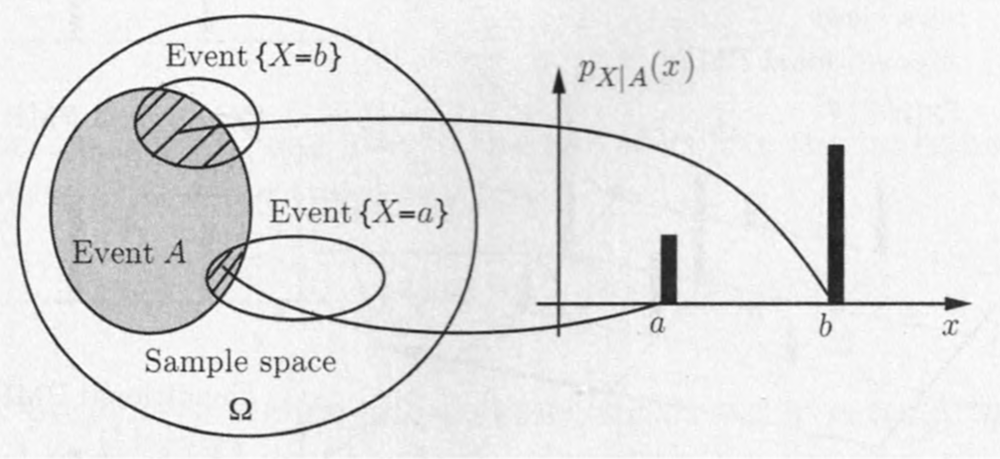 Event {X=b}
p_{X|A}(x)
Event {X=a}
Event A
a
b
x
Sample space
Ω